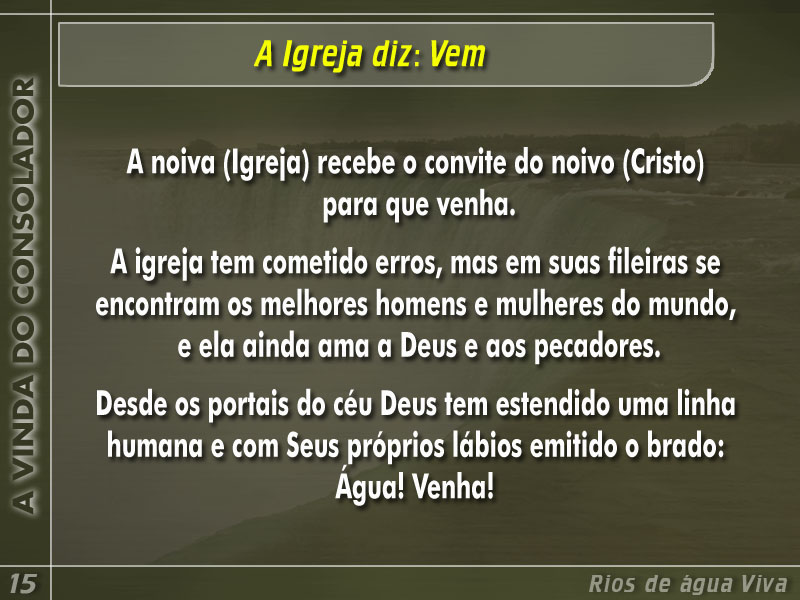 A Igreja diz: Vem
A VINDA DO CONSOLADOR
A noiva (Igreja) recebe o convite do noivo (Cristo)
para que venha.
A igreja tem cometido erros, mas em suas fileiras se
encontram os melhores homens e mulheres do mundo,
e ela ainda ama a Deus e aos pecadores.
Desde os portais do céu Deus tem estendido uma linha
humana e com Seus próprios lábios emitido o brado:
Água! Venha!
15
Rios de água Viva